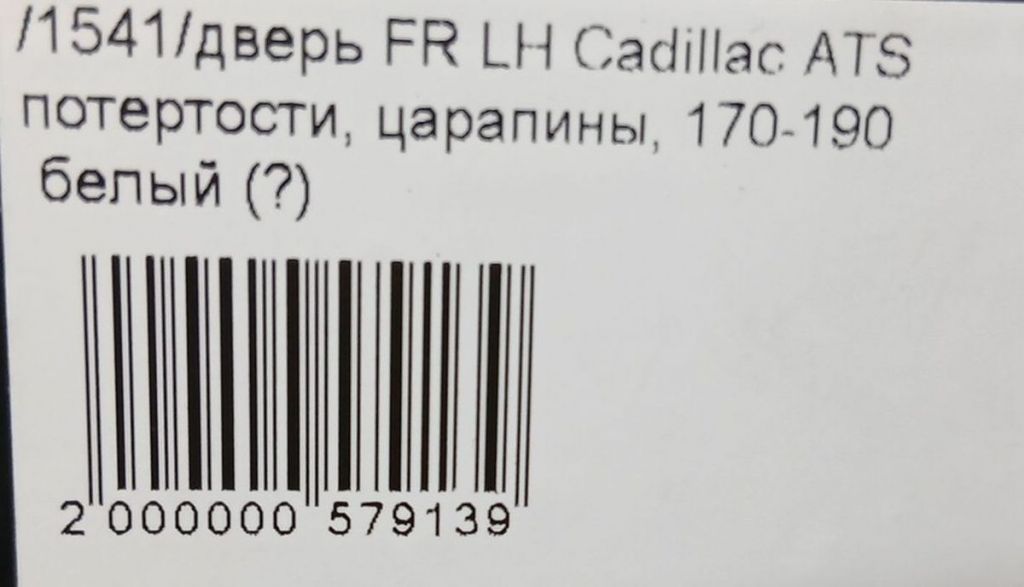 /1541/дверь FR LH Cadillac ATS
потертости, царапины, 170-190
белый (?)
2 000000 579139